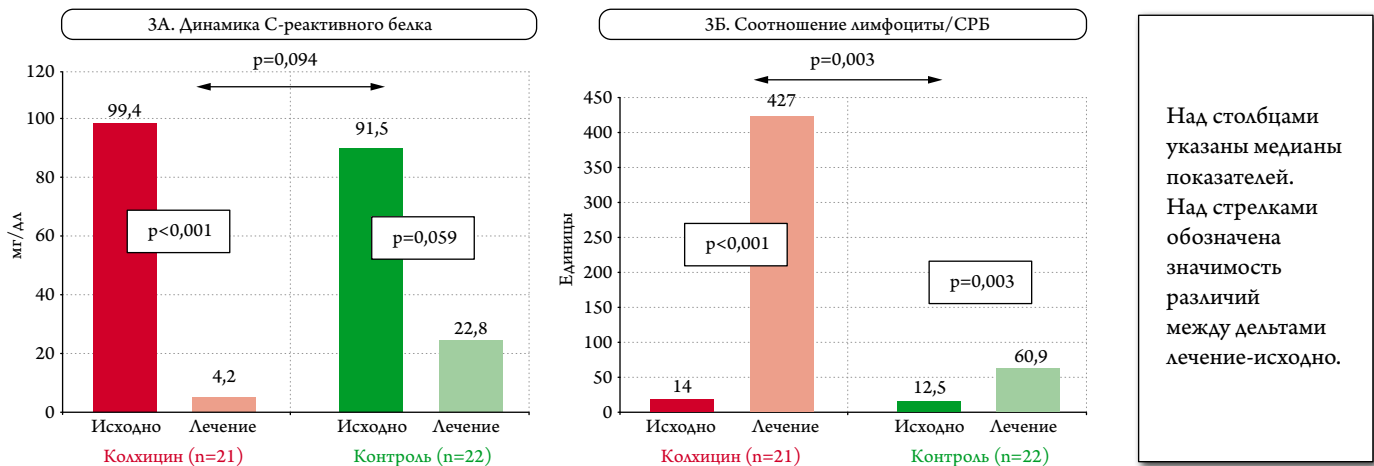 3А. Динамика С-реактивного белка
p=0,094
мг/дл
120
100
80
60
40
20
0
99,4
4,2
91,5
22,8
p<0,001
p=0,059
Исходно Лечение Исходно Лечение
Колхицин (n=21) Контроль (n=22)
3Б. Соотношение лимфоциты/СРБ
p=0,003
Единицы
450
400
350
300
250
200
150
100
50
0
14
427
12,5
60,9
p<0,001
p=0,003
Исходно Лечение Исходно Лечение
Колхицин (n=21) Контроль (n=22)
Над столбцами
указаны медианы
показателей.
Над стрелками
обозначена
значимость
различий
между дельтами
лечение-исходно.